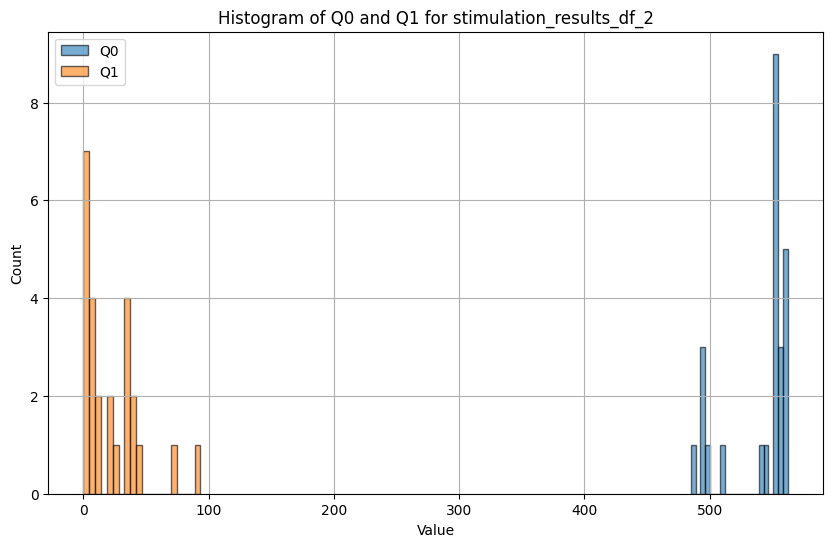 Histogram of Q0 and Q1 for stimulation_results_df_2
Q0
Q1
Count
8
6
4
2
0
0 100 200 300 400 500
Value